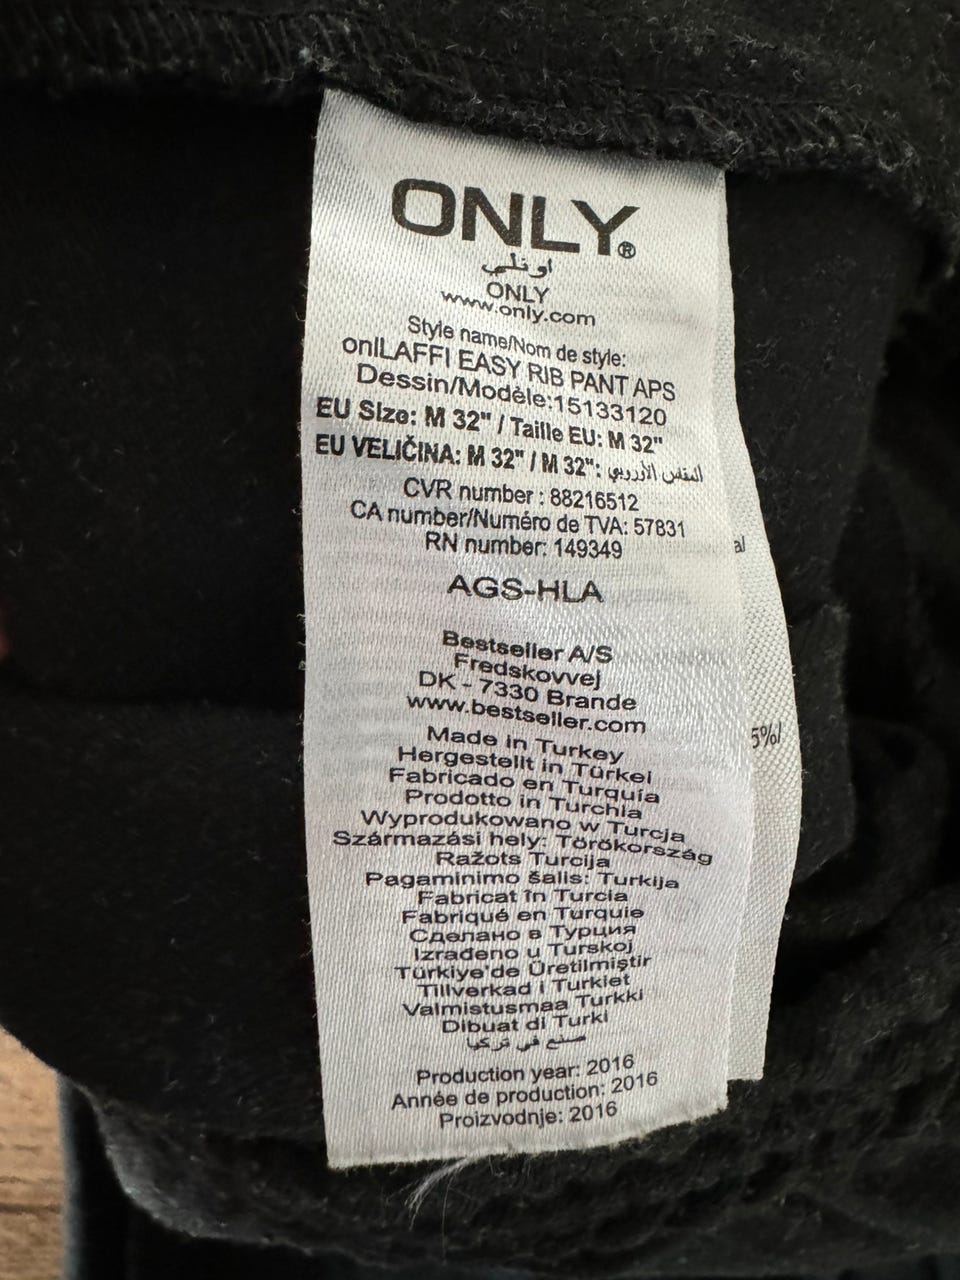 ONLY®
اونلي
ONLY
www.only.com
Style name/Nom de style:
onlLAFFI EASY RIB PANT APS
Dessin/Modèle:15133120
EU Size: M 32" / Taille EU: M 32"
EU VELIČINA: M 32" / M 32": المقاس الأوروبي
CVR number : 88216512
CA number/Numéro de TVA: 57831
RN number: 149349
al
AGS-HLA
Bestseller A/S
Fredskovvej
DK - 7330 Brande
www.bestseller.com
5%/
Made in Turkey
Hergestellt in Türkei
Fabricado en Turquía
Prodotto in Turchia
Wyprodukowano w Turcja
Származási hely: Törökország
Ražots Turcija
Pagaminimo šalis: Turkija
Fabricat în Turcia
Fabriqué en Turquie
Сделано в Турция
Izrađeno u Turskoj
Türkiye'de Üretilmiştir
Tillverkad i Turkiet
Valmistusmaa Turkki
Dibuat di Turki
صنع في تركيا
Production year: 2016
Année de production: 2016
Proizvodnje: 2016